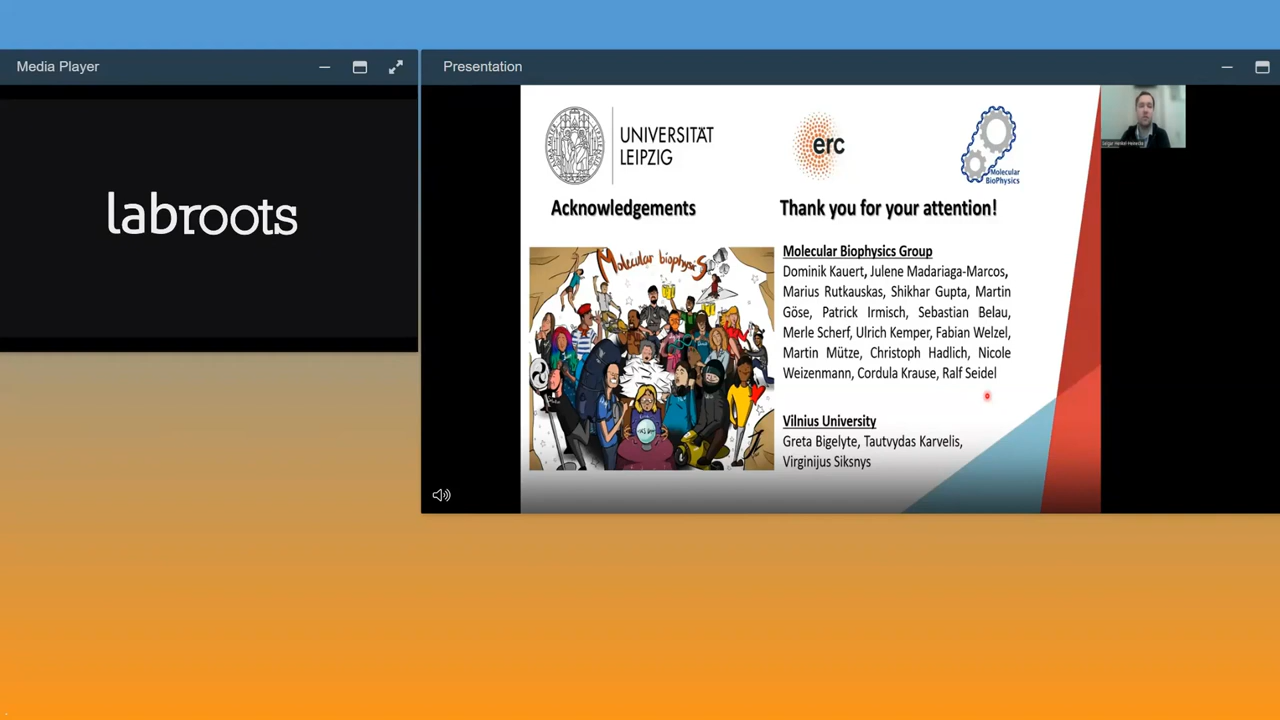 Media Player
Presentation
labroots
UNIVERSITÄT
LEIPZIG
erc
Molecular
BioPhysics
Acknowledgements
Thank you for your attention!
Molecular biophysics
Molecular Biophysics Group
Dominik Kauert, Julene Madariaga-Marcos,
Marius Rutkauskas, Shikhar Gupta, Martin
Göse, Patrick Irmisch, Sebastian Belau,
Merle Scherf, Ulrich Kemper, Fabian Welzel,
Martin Mütze, Christoph Hadlich, Nicole
Weizenmann, Cordula Krause, Ralf Seidel
Vilnius University
Greta Bigelyte, Tautvydas Karvelis,
Virginijus Siksnys